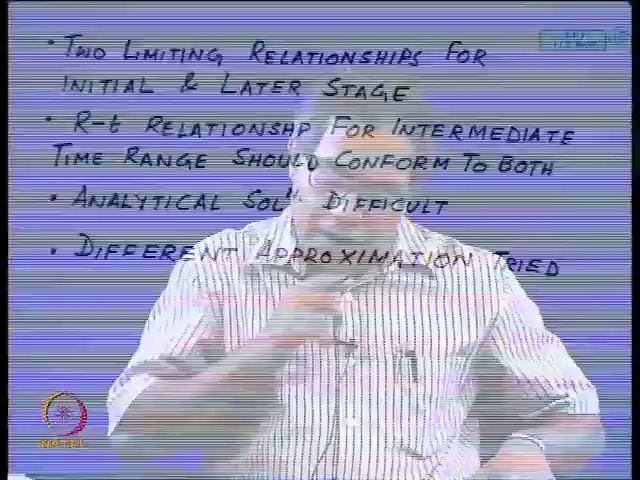 • TWO LIMITING RELATIONSHIPS FOR
INITIAL & LATER STAGE
• R-t RELATIONSHP FOR INTERMEDIATE
TIME RANGE SHOULD CONFORM TO BOTH
• ANALYTICAL SOLⁿ DIFFICULT
• DIFFERENT APPROXIMATION TRIED
NPTEL